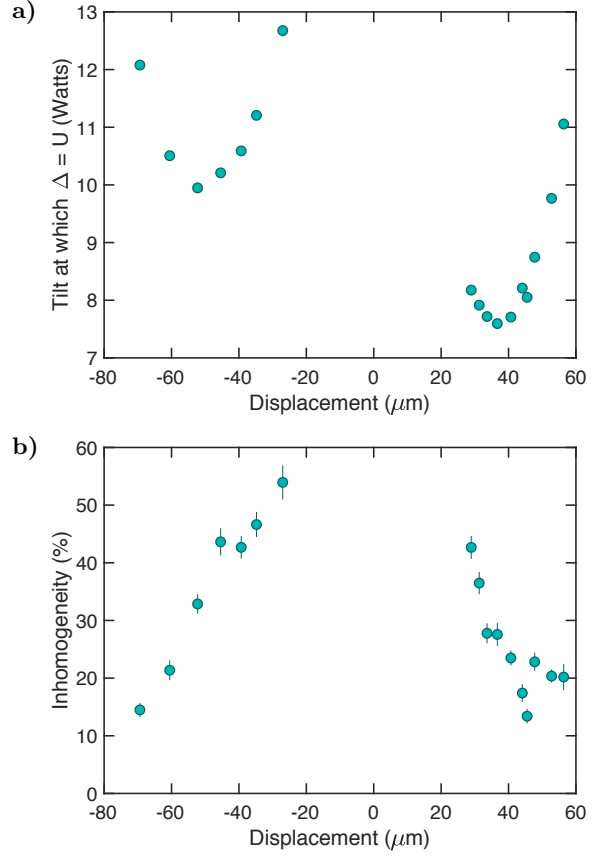 a)
13
12
11
10
9
8
7
Tilt at which Δ = U (Watts)
-80 -60 -40 -20 0 20 40 60
Displacement (μm)
b)
60
50
40
30
20
10
0
Inhomogeneity (%)
-80 -60 -40 -20 0 20 40 60
Displacement (μm)